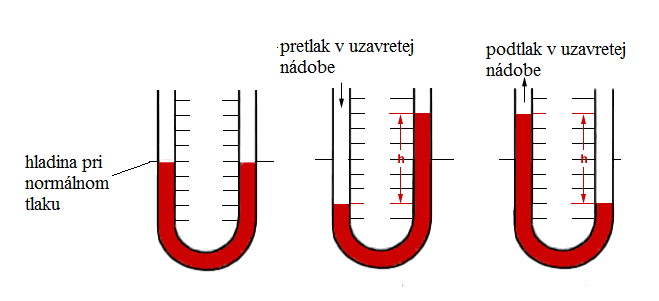 pretlak v uzavretej
nádobe
podtlak v uzavretej
nádobe
hladina pri
normálnom
tlaku
h
h